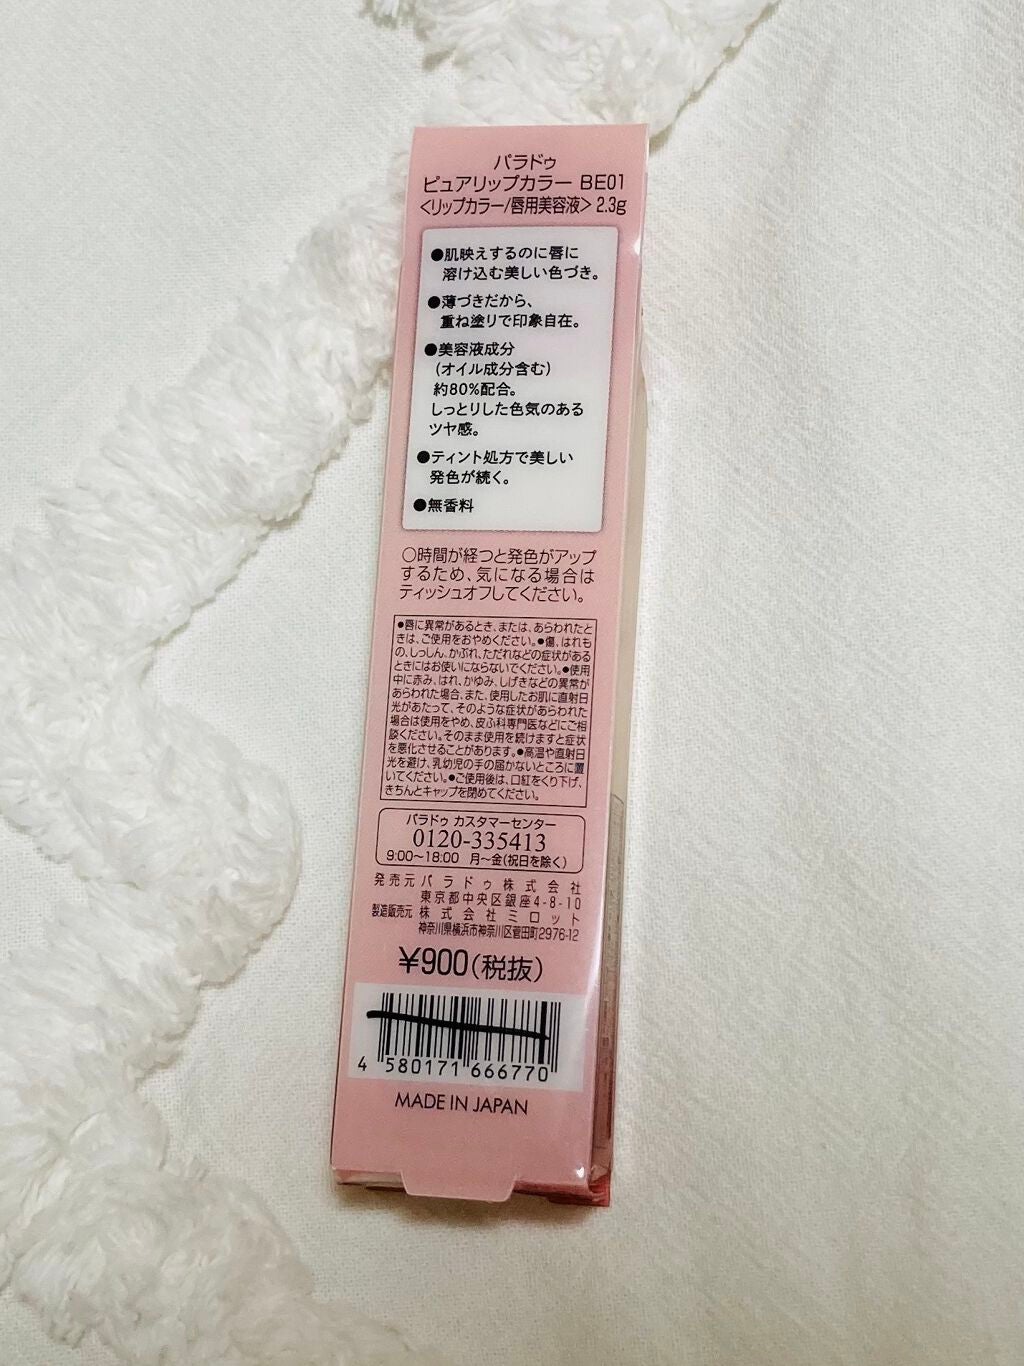 パラドゥ
ピュアリップカラー BE01
<リップカラー/唇用美容液> 2.3g
●肌映えするのに唇に
溶け込む美しい色づき。
●薄づきだから、
重ね塗りで印象自在。
●美容液成分
(オイル成分含む)
約80%配合。
しっとりした色気のある
ツヤ感。
●ティント処方で美しい
発色が続く。
●無香料
○時間が経つと発色がアップ
するため、気になる場合は
ティッシュオフしてください。
●唇に異常があるとき、または、あらわれたと
きは、ご使用をおやめください。●傷、はれも
の、しっしん、かぶれ、ただれなどの症状がある
ときにはお使いにならないでください。●使用
中に赤み、はれ、かゆみ、しげきなどの異常が
あらわれた場合、また、使用したお肌に直射日
光があたって、そのような症状があらわれた
場合は使用をやめ、皮ふ科専門医などにご相
談ください。そのまま使用を続けますと症状
を悪化させることがあります。●高温や直射日
光を避け、乳幼児の手の届かないところに置
いてください。●ご使用後は、口紅をくり下げ、
きちんとキャップを閉めてください。
パラドゥ カスタマーセンター
0120-335413
9:00〜18:00 月〜金(祝日を除く)
発売元 パラドゥ株式会社
東京都中央区銀座4-8-10
製造販売元 株式会社ミロット
神奈川県横浜市神奈川区菅田町2976-12
¥900(税抜)
4 580171 666770
MADE IN JAPAN